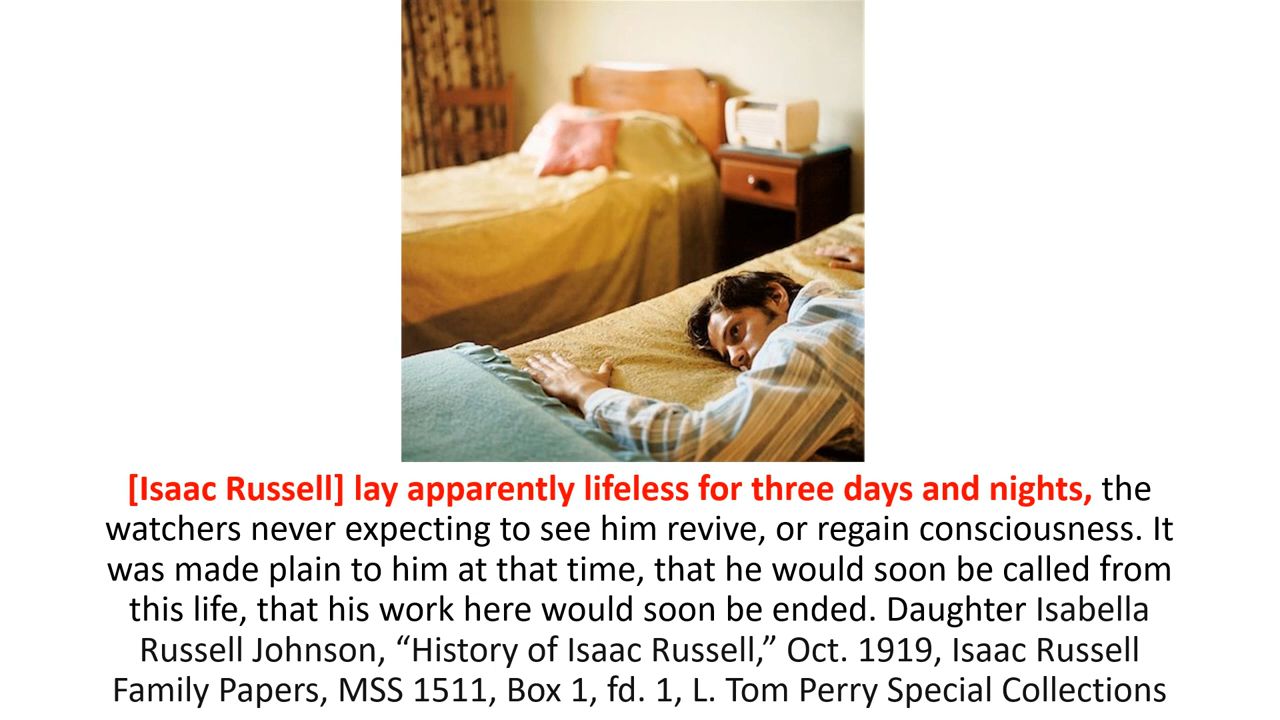 [Isaac Russell] lay apparently lifeless for three days and nights, the
watchers never expecting to see him revive, or regain consciousness. It
was made plain to him at that time, that he would soon be called from
this life, that his work here would soon be ended. Daughter Isabella
Russell Johnson, “History of Isaac Russell,” Oct. 1919, Isaac Russell
Family Papers, MSS 1511, Box 1, fd. 1, L. Tom Perry Special Collections